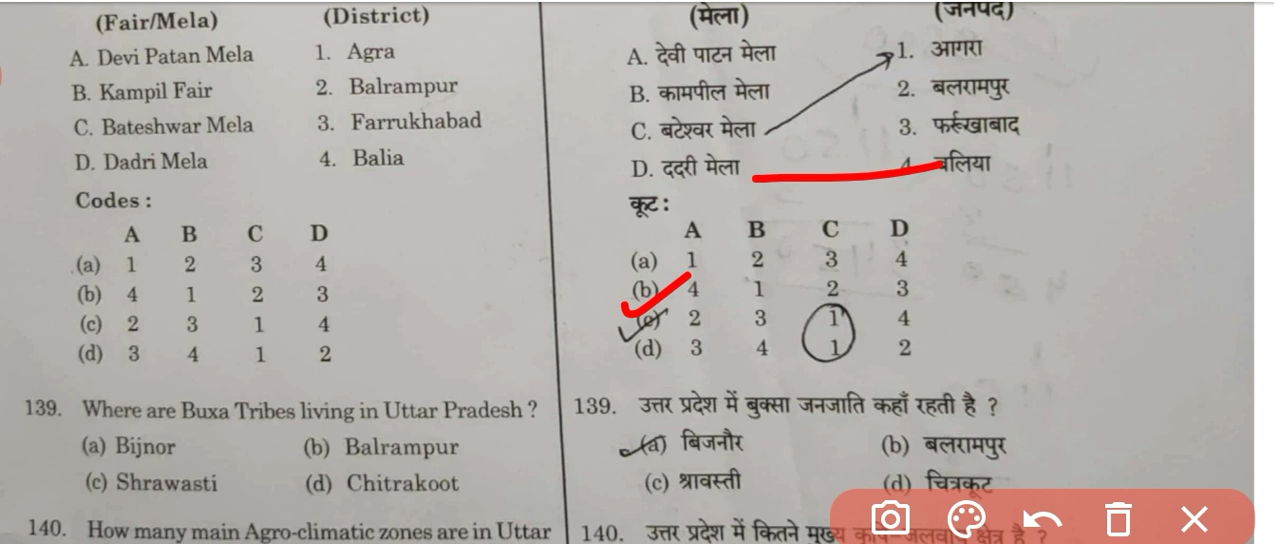 (Fair/Mela) (District)
A. Devi Patan Mela 1. Agra
B. Kampil Fair 2. Balrampur
C. Bateshwar Mela 3. Farrukhabad
D. Dadri Mela 4. Balia
Codes :
A B C D
(a) 1 2 3 4
(b) 4 1 2 3
(c) 2 3 1 4
(d) 3 4 1 2
139. Where are Buxa Tribes living in Uttar Pradesh ?
(a) Bijnor (b) Balrampur
(c) Shrawasti (d) Chitrakoot
140. How many main Agro-climatic zones are in Uttar
(मेला) (जनपद)
A. देवी पाटन मेला 1. आगरा
B. कामपील मेला 2. बलरामपुर
C. बटेश्वर मेला 3. फर्रूखाबाद
D. ददरी मेला 4. बलिया
कूट :
A B C D
(a) 1 2 3 4
(b) 4 1 2 3
(c) 2 3 1 4
(d) 3 4 1 2
139. उत्तर प्रदेश में बुक्सा जनजाति कहाँ रहती है ?
(a) बिजनौर (b) बलरामपुर
(c) श्रावस्ती (d) चित्रकूट
140. उत्तर प्रदेश में कितने मुख्य कृषि-जलवायु क्षेत्र है ?